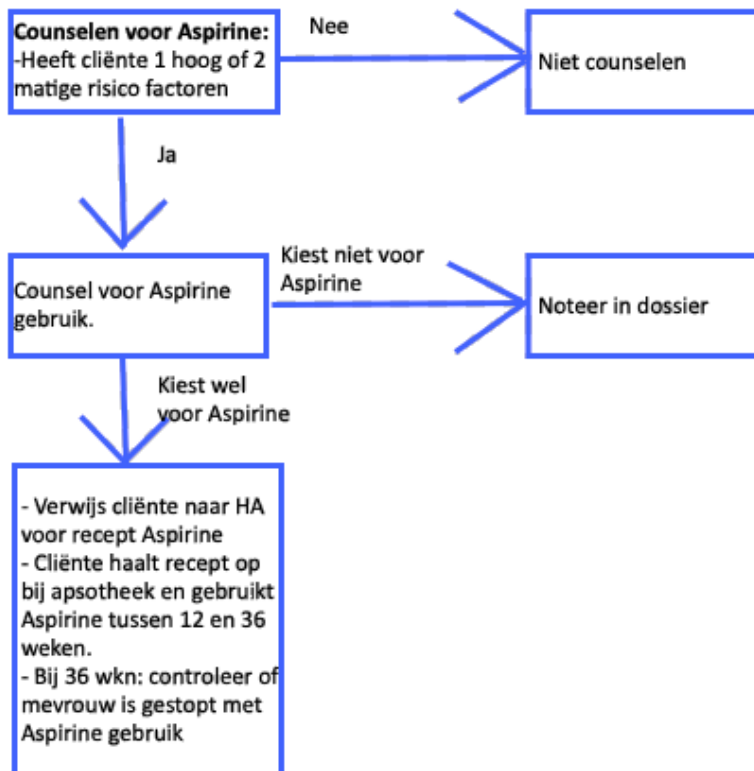 Counselen voor Aspirine:
-Heeft cliënte 1 hoog of 2
matige risico factoren
Nee
Niet counselen
Ja
Counsel voor Aspirine
gebruik.
Kiest niet voor
Aspirine
Noteer in dossier
Kiest wel
voor Aspirine
- Verwijs cliënte naar HA
voor recept Aspirine
- Cliënte haalt recept op
bij apsotheek en gebruikt
Aspirine tussen 12 en 36
weken.
- Bij 36 wkn: controleer of
mevrouw is gestopt met
Aspirine gebruik